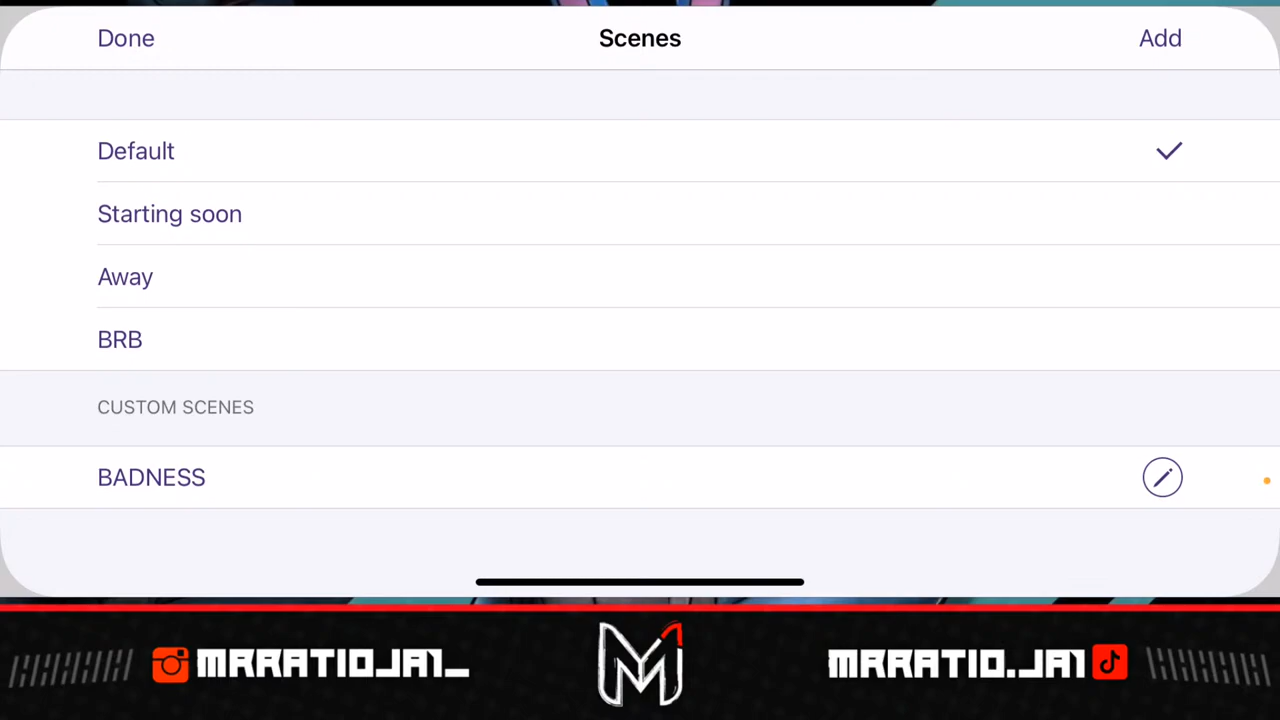 Done
Scenes
Add
Default
Starting soon
Away
BRB
CUSTOM SCENES
BADNESS
MRRATIOJA1_
MRRATIO.JA1